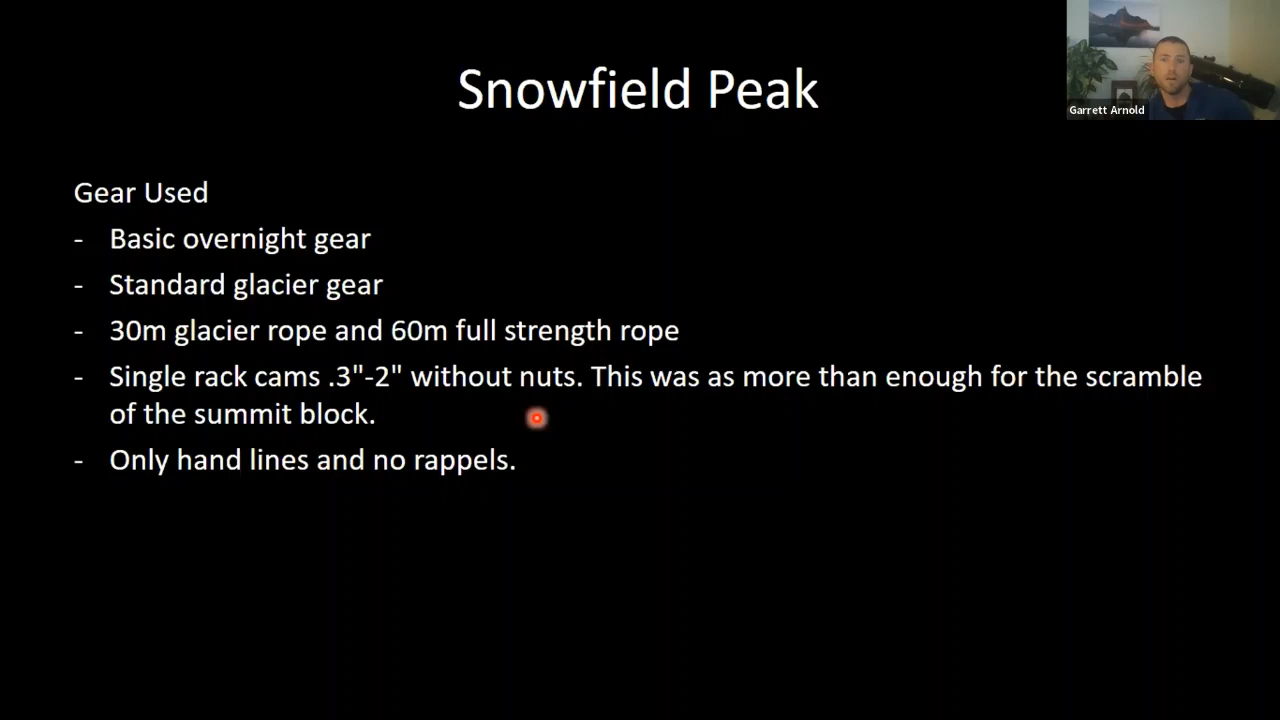 Snowfield Peak
Garrett Arnold
Gear Used
- Basic overnight gear
- Standard glacier gear
- 30m glacier rope and 60m full strength rope
- Single rack cams .3"-2" without nuts. This was as more than enough for the scramble
of the summit block.
- Only hand lines and no rappels.